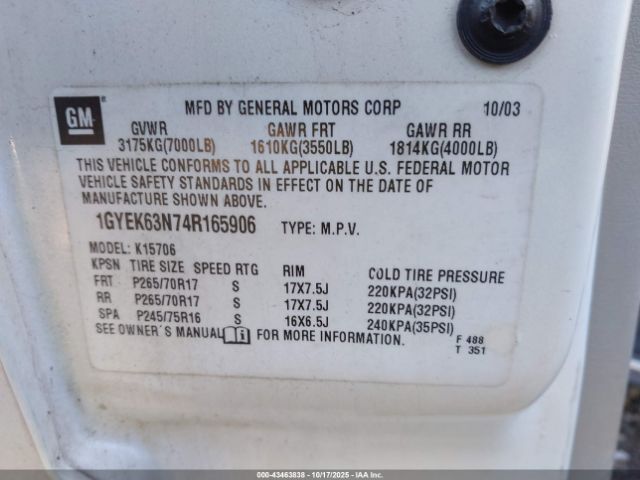 GM
MFD BY GENERAL MOTORS CORP 10/03
GVWR GAWR FRT GAWR RR
3175KG(7000LB) 1610KG(3550LB) 1814KG(4000LB)
THIS VEHICLE CONFORMS TO ALL APPLICABLE U.S. FEDERAL MOTOR
VEHICLE SAFETY STANDARDS IN EFFECT ON THE DATE OF
MANUFACTURE SHOWN ABOVE.
1GYEK63N74R165906 TYPE: M.P.V.
MODEL: K15706
KPSN TIRE SIZE SPEED RTG RIM COLD TIRE PRESSURE
FRT P265/70R17 S 17X7.5J 220KPA(32PSI)
RR P265/70R17 S 17X7.5J 220KPA(32PSI)
SPA P245/75R16 S 16X6.5J 240KPA(35PSI)
SEE OWNER'S MANUAL FOR MORE INFORMATION.
F 488
T 351
000-43463838 - 10/17/2025 - IAA Inc.